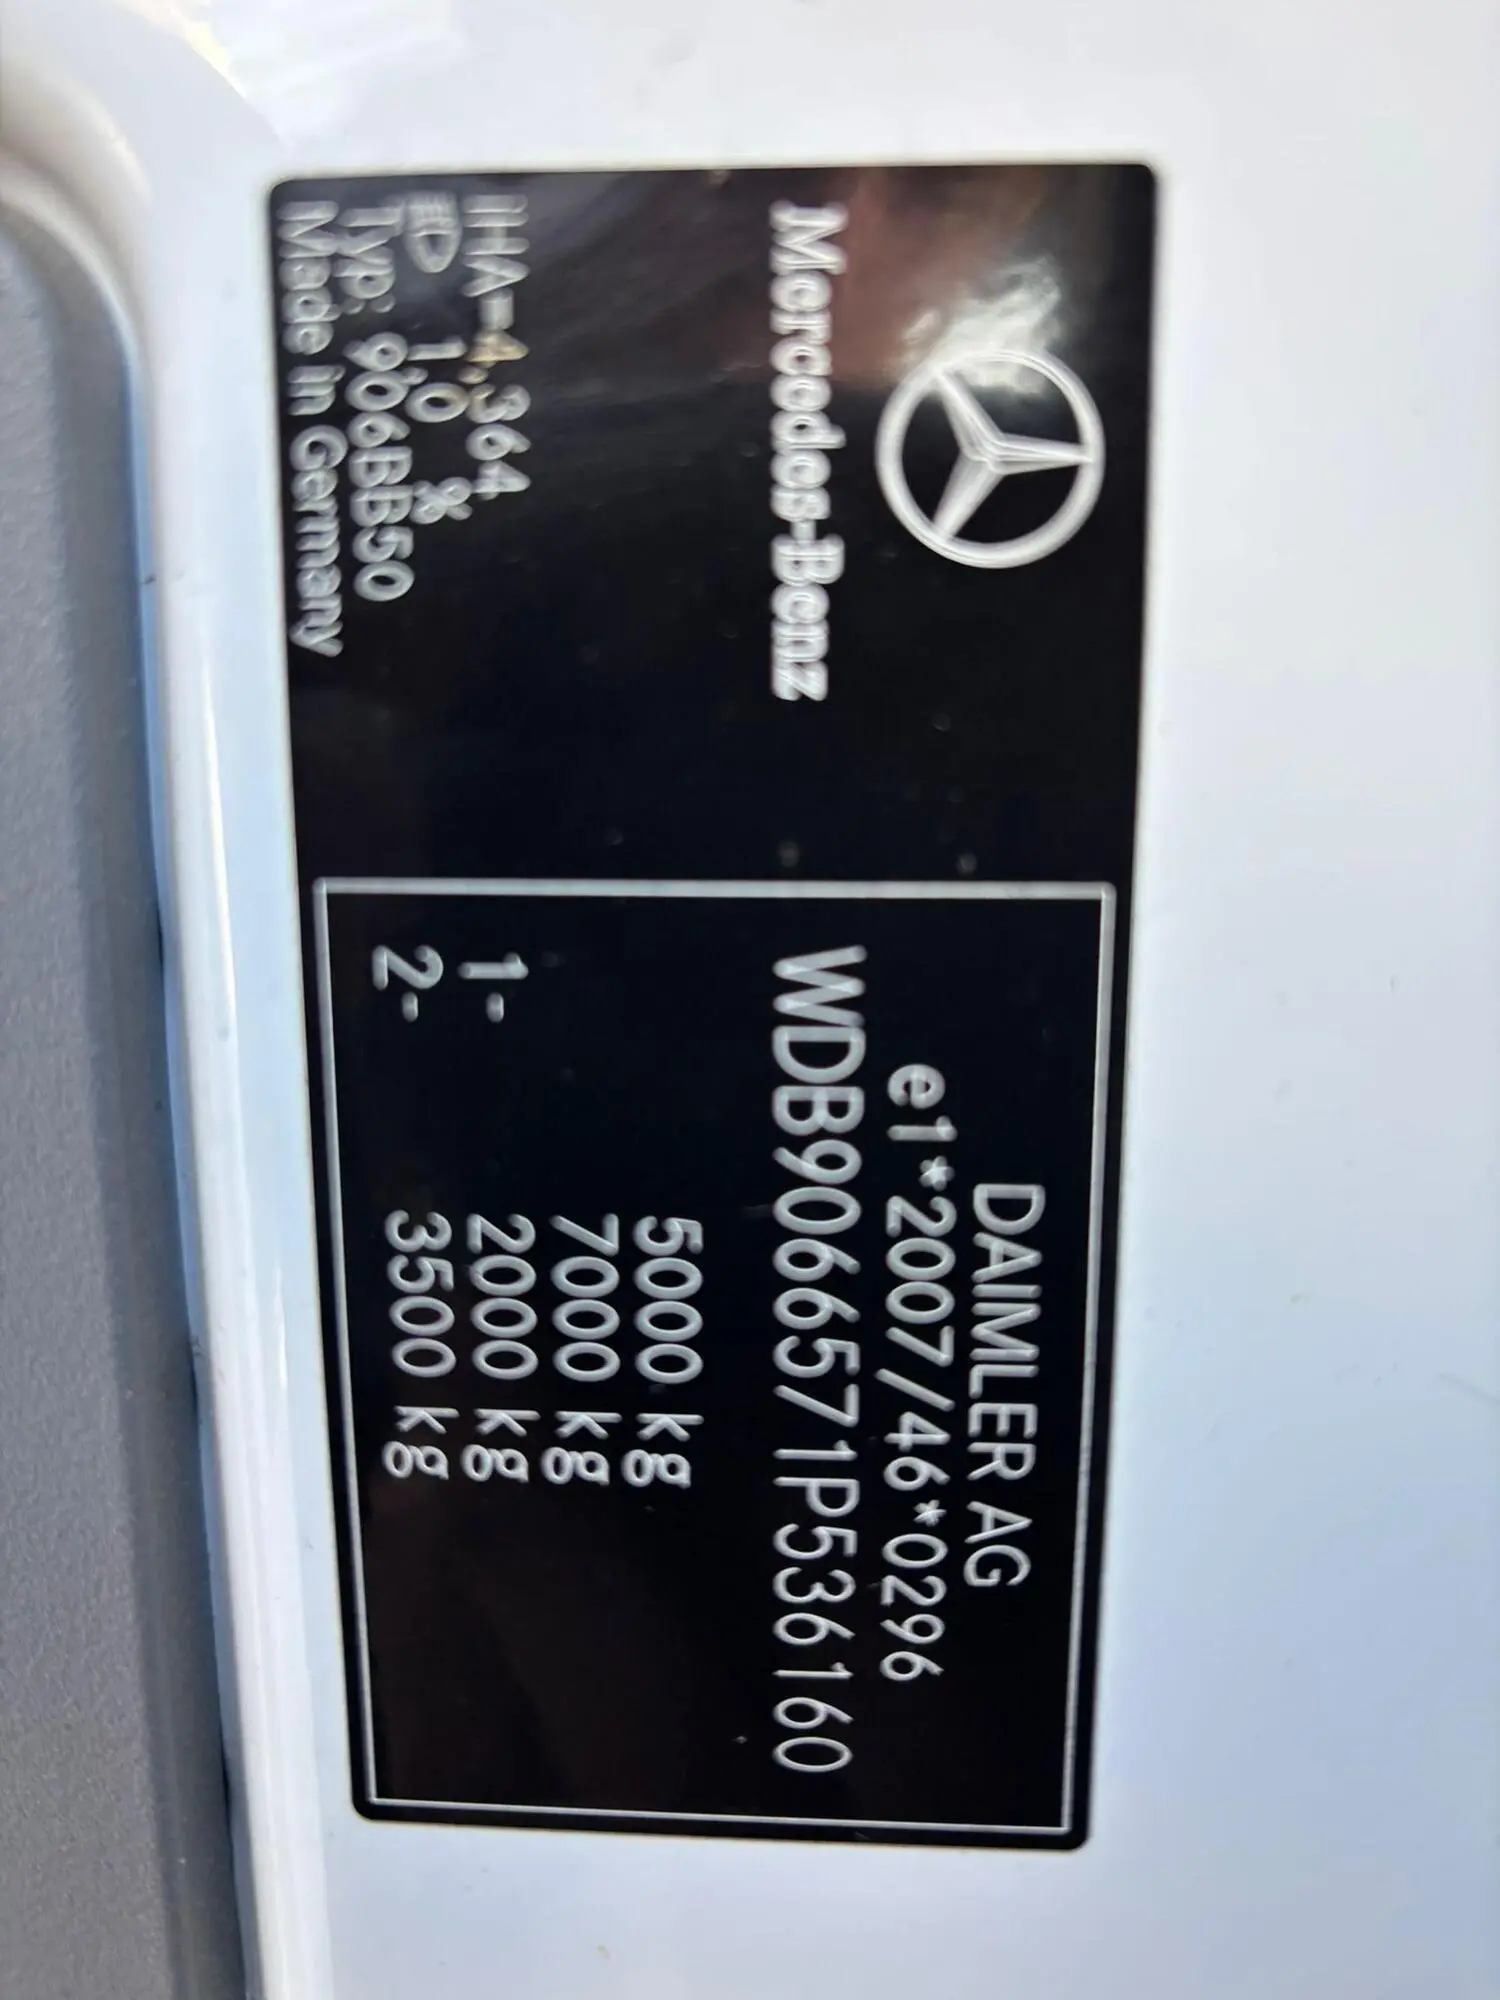 Mercedes-Benz
IHA-4,364
1,0 %
Typ: 906BB50
Made in Germany
DAIMLER AG
e1*2007/46*0296
WDB9066571P536160
5000 kg
7000 kg
1- 2000 kg
2- 3500 kg